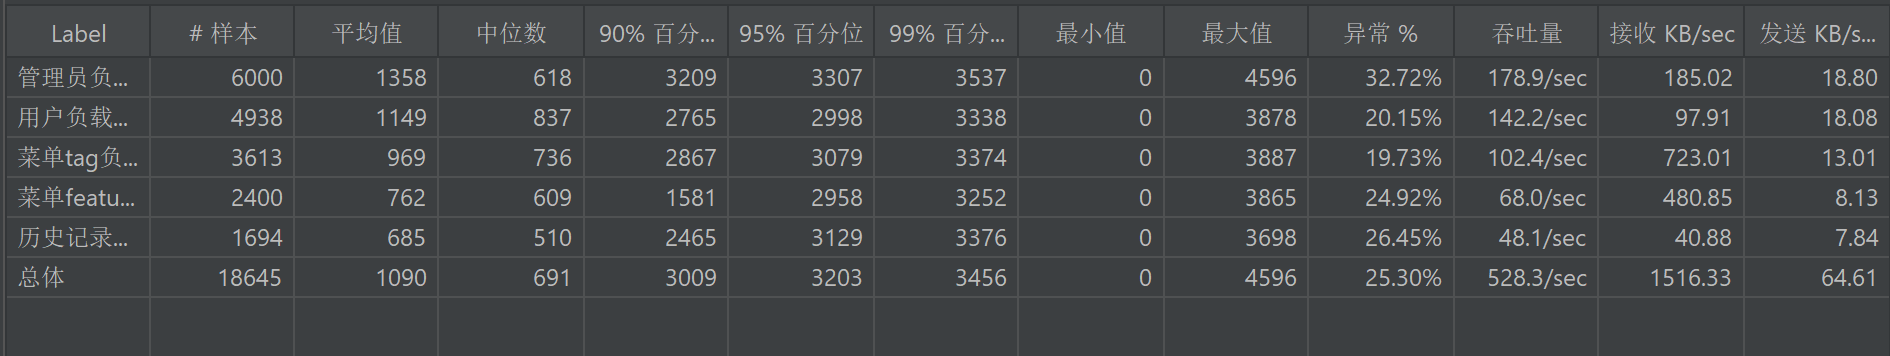 Label # 样本 平均值 中位数 90% 百分... 95% 百分位 99% 百分... 最小值 最大值 异常 % 吞吐量 接收 KB/sec 发送 KB/s...
管理员负... 6000 1358 618 3209 3307 3537 0 4596 32.72% 178.9/sec 185.02 18.80
用户负载... 4938 1149 837 2765 2998 3338 0 3878 20.15% 142.2/sec 97.91 18.08
菜单tag负... 3613 969 736 2867 3079 3374 0 3887 19.73% 102.4/sec 723.01 13.01
菜单featu... 2400 762 609 1581 2958 3252 0 3865 24.92% 68.0/sec 480.85 8.13
历史记录... 1694 685 510 2465 3129 3376 0 3698 26.45% 48.1/sec 40.88 7.84
总体 18645 1090 691 3009 3203 3456 0 4596 25.30% 528.3/sec 1516.33 64.61